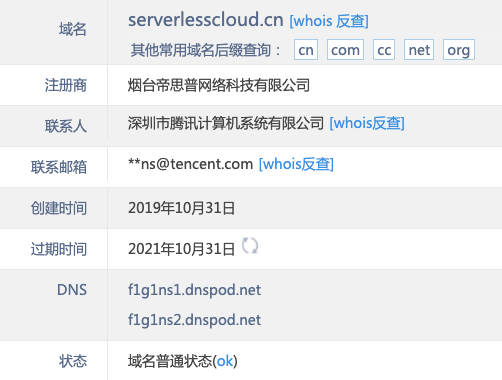 域名 serverlesscloud.cn [whois 反查]
其他常用域名后缀查询： cn com cc net org
注册商 烟台帝思普网络科技有限公司
联系人 深圳市腾讯计算机系统有限公司 [whois反查]
联系邮箱 **ns@tencent.com [whois反查]
创建时间 2019年10月31日
过期时间 2021年10月31日
DNS f1g1ns1.dnspod.net
f1g1ns2.dnspod.net
状态 域名普通状态(ok)